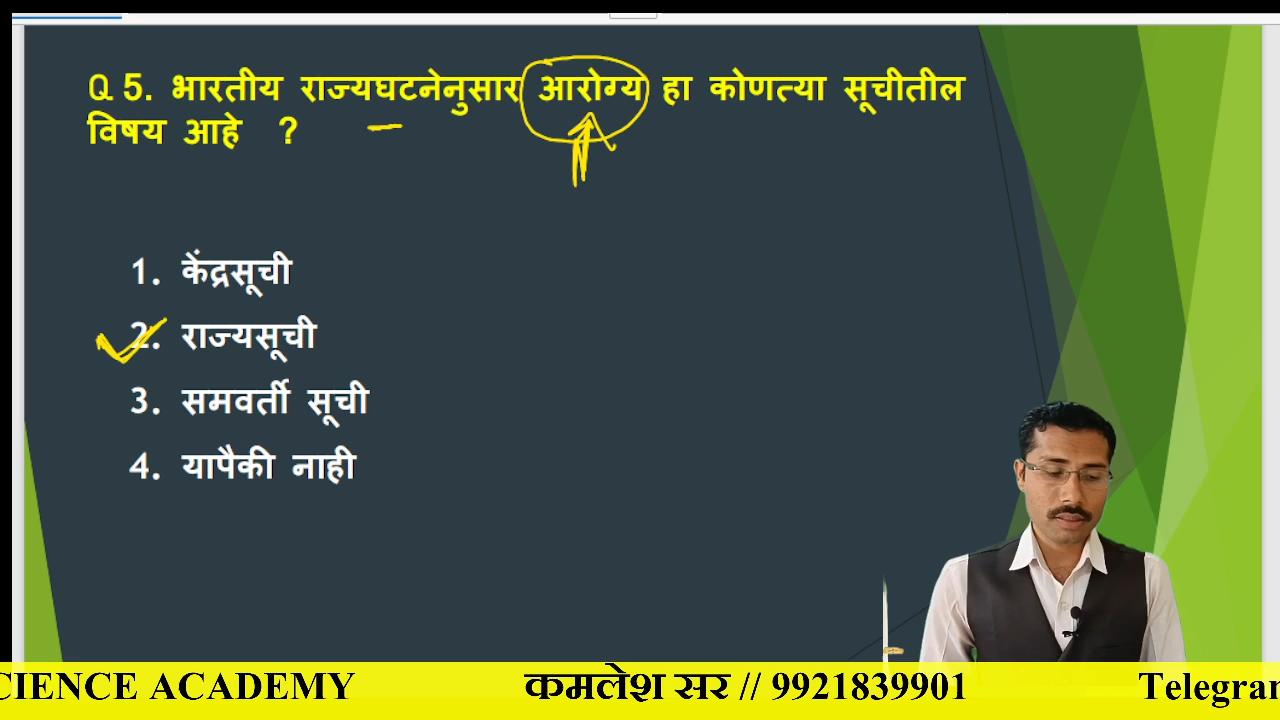 Q 5. भारतीय राज्यघटनेनुसार आरोग्य हा कोणत्या सूचीतील
विषय आहे ?
1. केंद्रसूची
2. राज्यसूची
3. समवर्ती सूची
4. यापैकी नाही
CIENCE ACADEMY कमलेश सर // 9921839901 Telegran